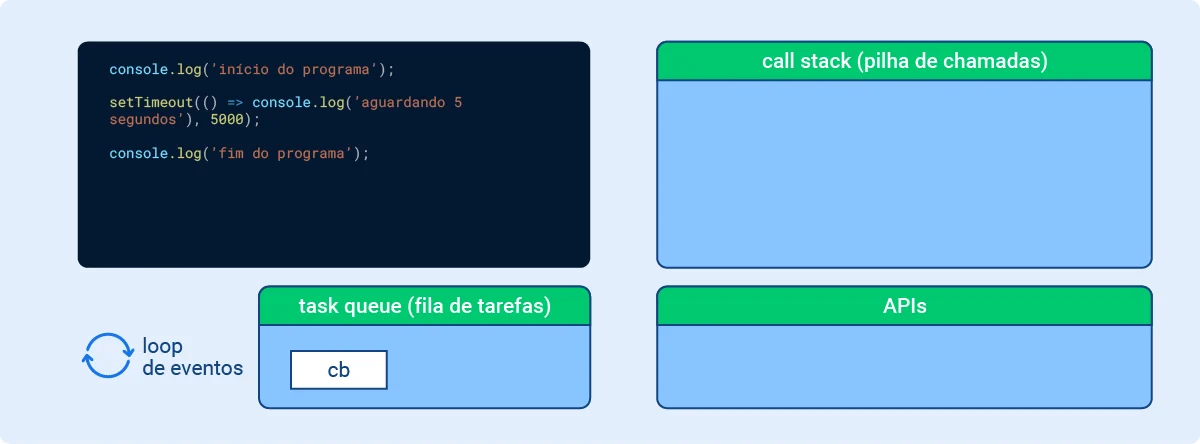 console.log('início do programa');
setTimeout(() => console.log('aguardando 5
segundos'), 5000);
console.log('fim do programa');
call stack (pilha de chamadas)
loop
de eventos
task queue (fila de tarefas)
cb
APIs